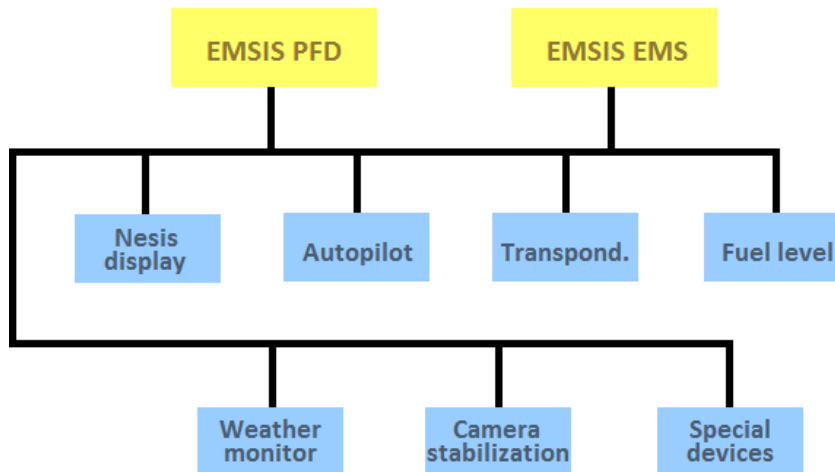 EMSIS PFD
EMSIS EMS
Nesis
display
Autopilot
Transpond.
Fuel level
Weather
monitor
Camera
stabilization
Special
devices